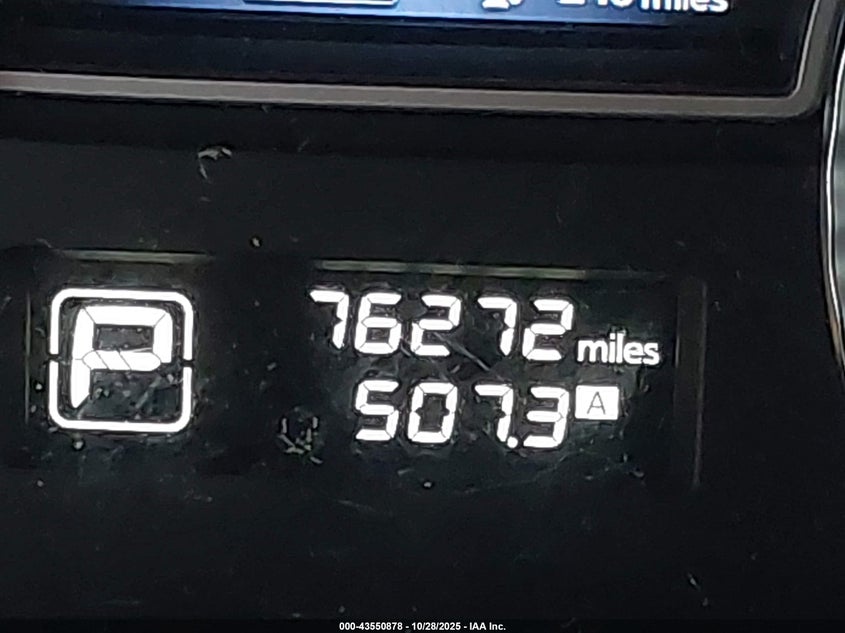 miles
P
76272 miles
507.3 A
000-43550878 - 10/28/2025 - IAA Inc.